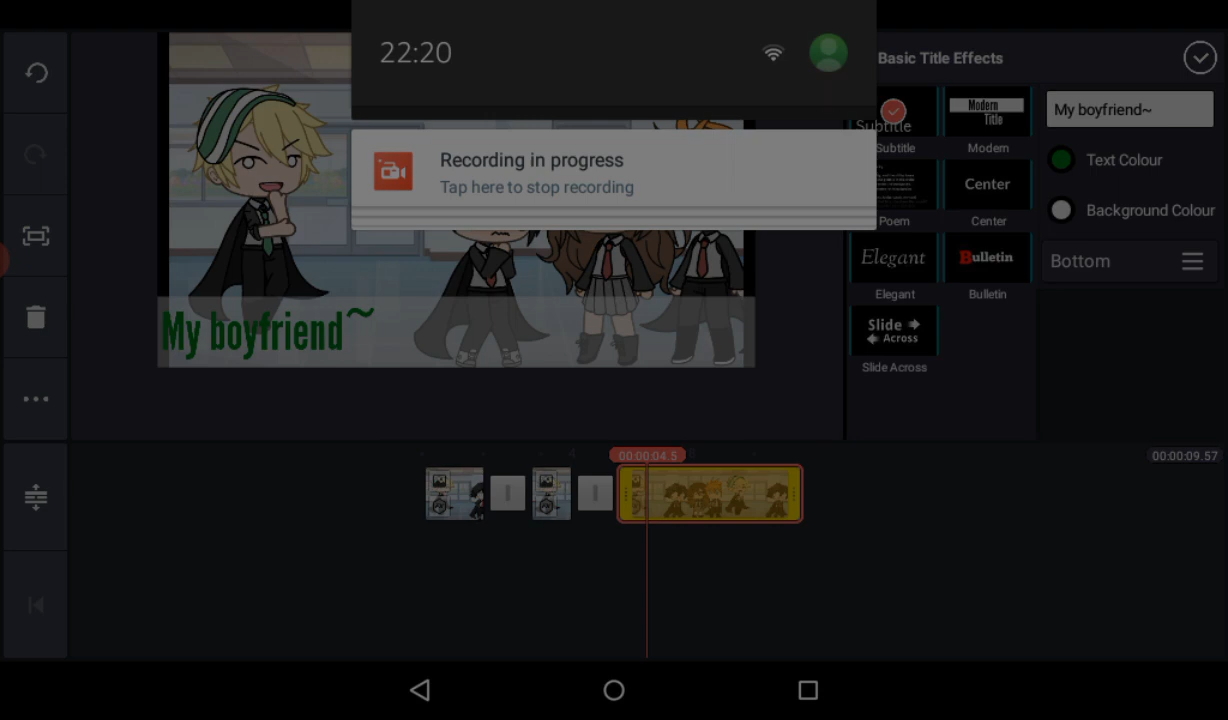 22:20
Recording in progress
Tap here to stop recording
Basic Title Effects
Subtitle
Subtitle
Modern
Title
Modern
Poem
Center
Center
Elegant
Elegant
Bulletin
Bulletin
Slide
Across
Slide Across
My boyfriend~
Text Colour
Background Colour
Bottom
My boyfriend~
4
00:00:04.5
8
00:00:09.57